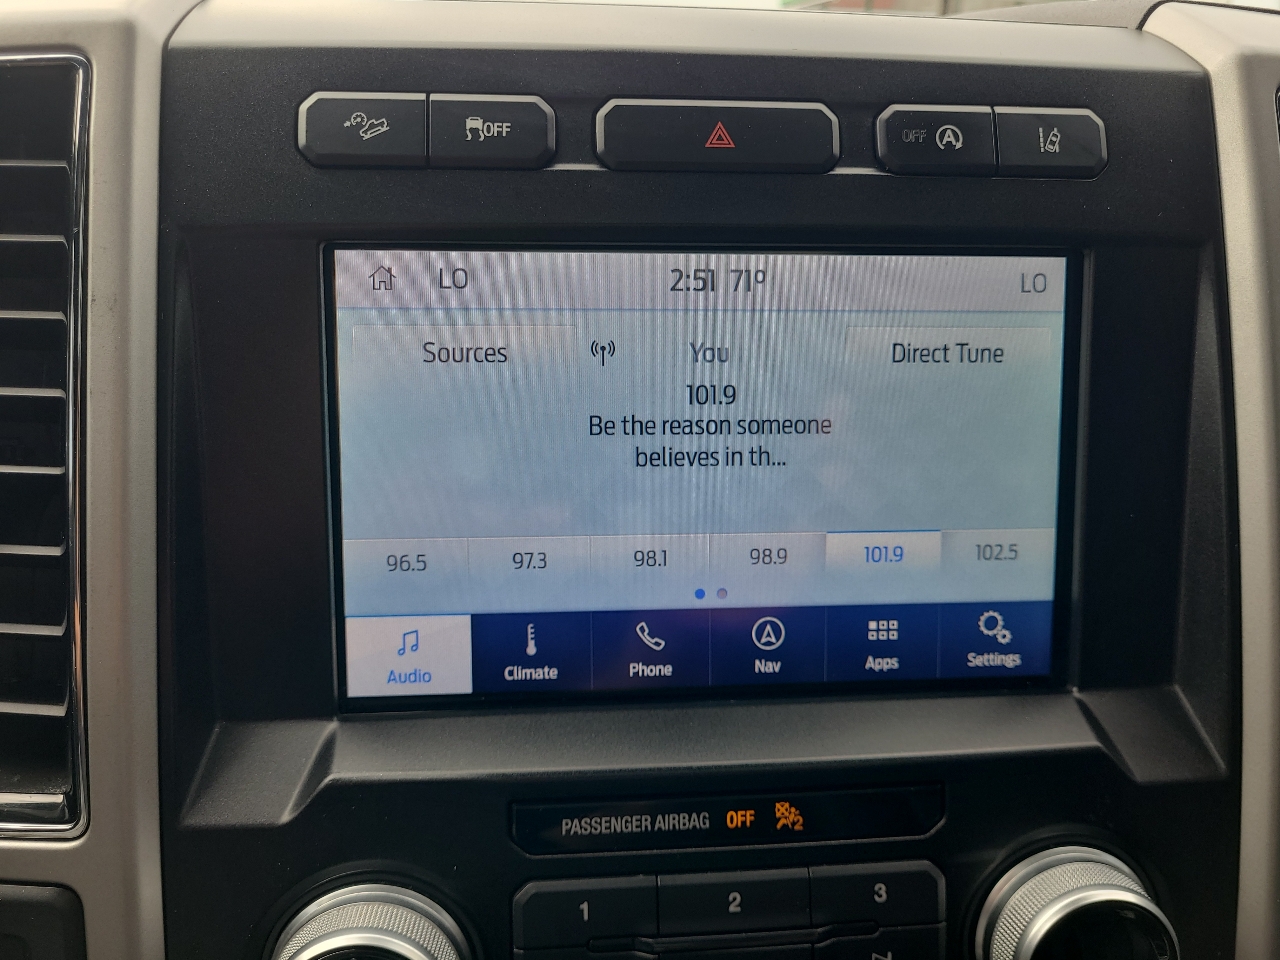 OFF
OFF
LO 2:51 71° LO
Sources You Direct Tune
101.9
Be the reason someone
believes in th...
96.5 97.3 98.1 98.9 101.9 102.5
Audio Climate Phone Nav Apps Settings
PASSENGER AIRBAG OFF 2
1 2 3